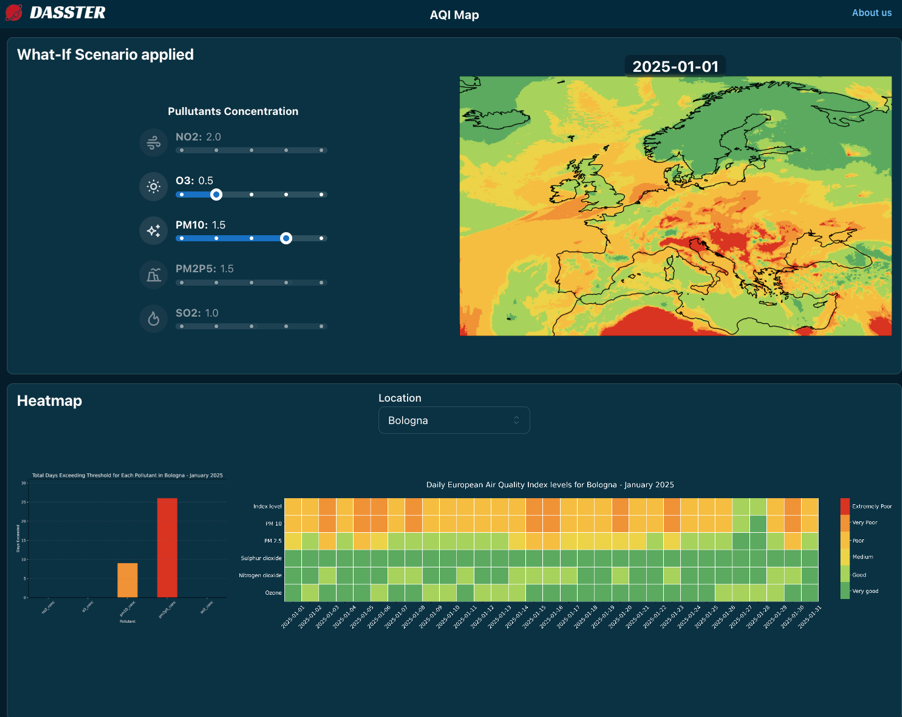 DASSTER
AQI Map
About us
What-If Scenario applied
2025-01-01
Pullutants Concentration
NO2: 2.0
O3: 0.5
PM10: 1.5
PM2P5: 1.5
SO2: 1.0
Heatmap
Location
Bologna
Total Days Exceeding Threshold for Each Pollutant in Bologna - January 2025
30
25
20
15
10
5
0
Days Exceeded
Pollutant
Daily European Air Quality Index levels for Bologna - January 2025
Index level
PM 10
PM 2.5
Sulphur dioxide
Nitrogen dioxide
Ozone
2025-01-01
2025-01-02
2025-01-03
2025-01-04
2025-01-05
2025-01-06
2025-01-07
2025-01-08
2025-01-09
2025-01-10
2025-01-11
2025-01-12
2025-01-13
2025-01-14
2025-01-15
2025-01-16
2025-01-17
2025-01-18
2025-01-19
2025-01-20
2025-01-21
2025-01-22
2025-01-23
2025-01-24
2025-01-25
2025-01-26
2025-01-27
2025-01-28
2025-01-29
2025-01-30
2025-01-31
Extremely Poor
Very Poor
Poor
Medium
Good
Very good